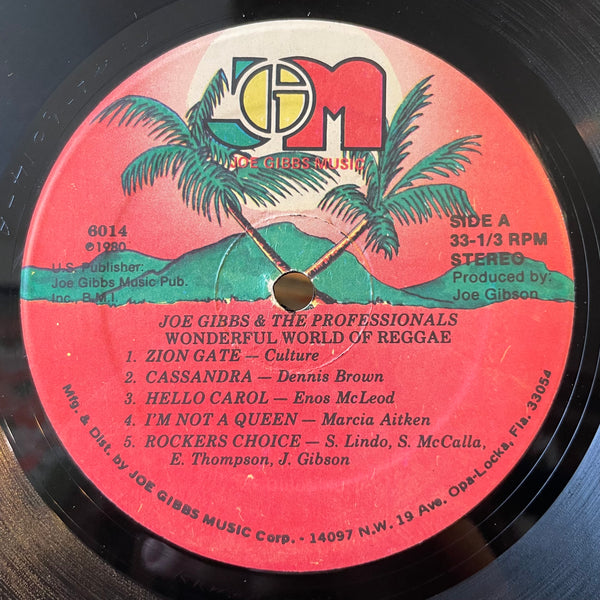 JGM
JOE GIBBS MUSIC
6014
℗1980
U.S. Publisher:
Joe Gibbs Music Pub.
Inc. B.M.I.
SIDE A
33-1/3 RPM
STEREO
Produced by:
Joe Gibson
JOE GIBBS & THE PROFESSIONALS
WONDERFUL WORLD OF REGGAE
1. ZION GATE — Culture
2. CASSANDRA — Dennis Brown
3. HELLO CAROL — Enos McLeod
4. I'M NOT A QUEEN — Marcia Aitken
5. ROCKERS CHOICE — S. Lindo, S. McCalla,
E. Thompson, J. Gibson
Mfg. & Dist. by JOE GIBBS MUSIC Corp. - 14097 N.W. 19 Ave. Opa-Locka, Fla. 33054